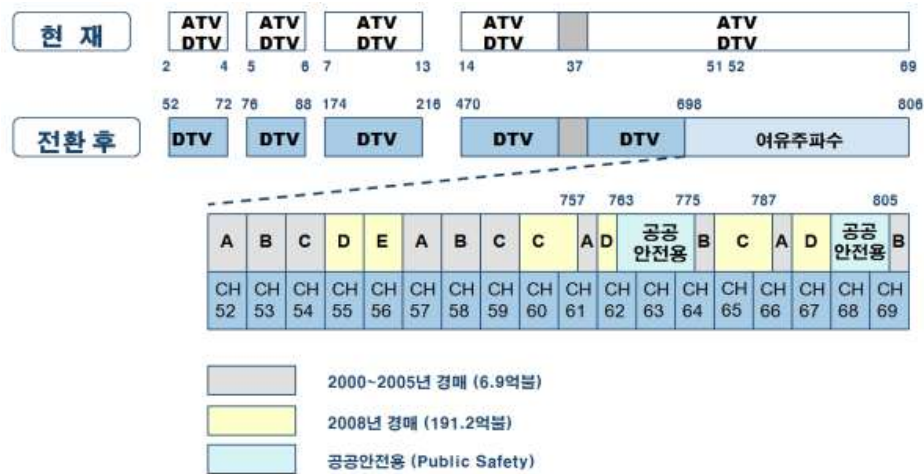 현 재
ATV ATV ATV ATV ATV
DTV DTV DTV DTV DTV
2 4 5 6 7 13 14 37 51 52 69
52 72 76 88 174 216 470 698 806
전환 후
DTV DTV DTV DTV DTV 여유주파수
757 763 775 787 805
A B C D E A B C C A D 공공 안전용 B C A D 공공 안전용 B
CH 52 CH 53 CH 54 CH 55 CH 56 CH 57 CH 58 CH 59 CH 60 CH 61 CH 62 CH 63 CH 64 CH 65 CH 66 CH 67 CH 68 CH 69
2000~2005년 경매 (6.9억불)
2008년 경매 (191.2억불)
공공안전용 (Public Safety)